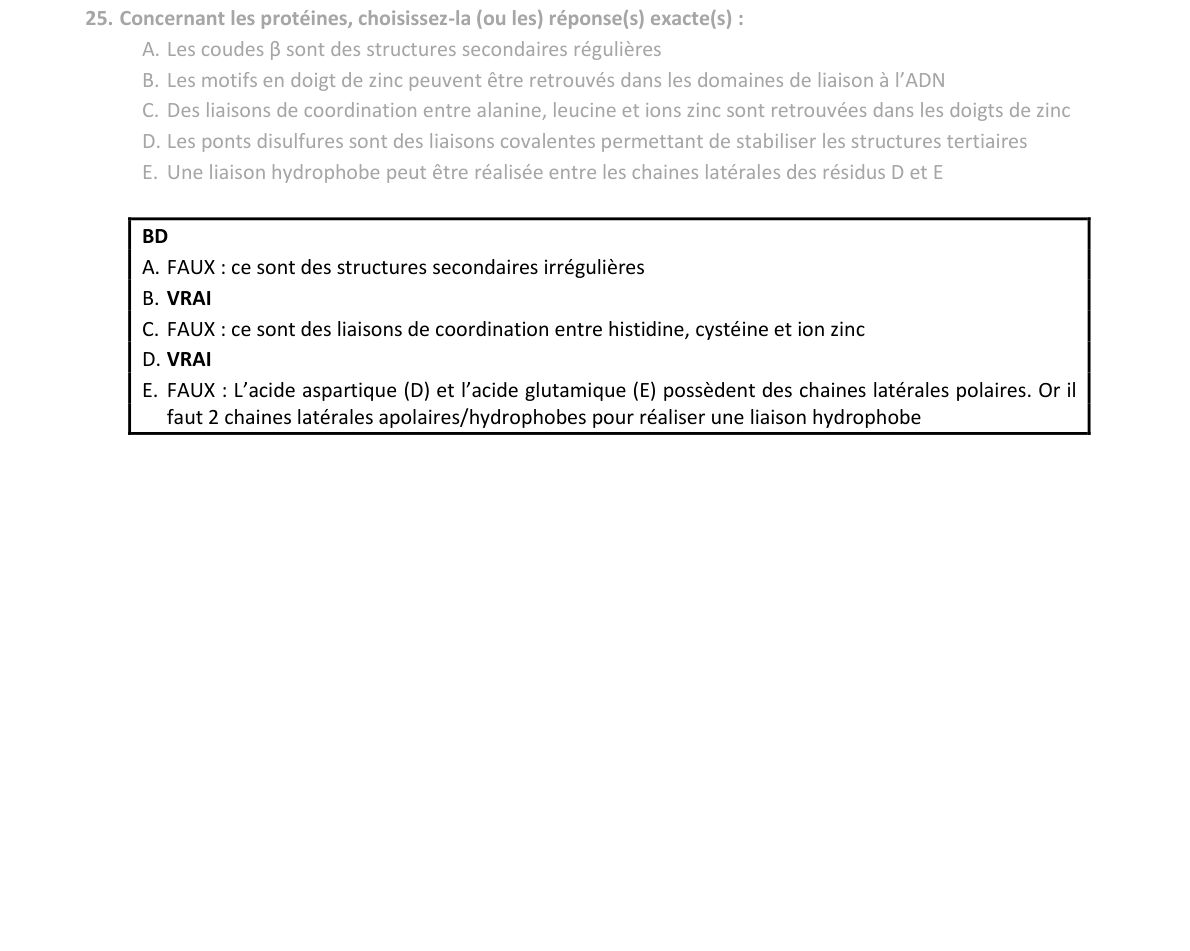 25. Concernant les protéines, choisissez-la (ou les) réponse(s) exacte(s) :
A. Les coudes β sont des structures secondaires régulières
B. Les motifs en doigt de zinc peuvent être retrouvés dans les domaines de liaison à l’ADN
C. Des liaisons de coordination entre alanine, leucine et ions zinc sont retrouvées dans les doigts de zinc
D. Les ponts disulfures sont des liaisons covalentes permettant de stabiliser les structures tertiaires
E. Une liaison hydrophobe peut être réalisée entre les chaines latérales des résidus D et E
BD
A. FAUX : ce sont des structures secondaires irrégulières
B. VRAI
C. FAUX : ce sont des liaisons de coordination entre histidine, cystéine et ion zinc
D. VRAI
E. FAUX : L’acide aspartique (D) et l’acide glutamique (E) possèdent des chaines latérales polaires. Or il
faut 2 chaines latérales apolaires/hydrophobes pour réaliser une liaison hydrophobe